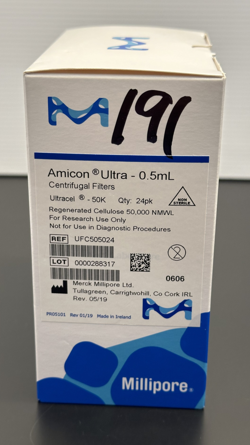 M
M
191
Amicon® Ultra - 0.5mL
Centrifugal Filters
Ultracel® - 50K Qty: 24pk
Regenerated Cellulose 50,000 NMWL
For Research Use Only
Not for Use in Diagnostic Procedures
NON STERILE
REF UFC505024
LOT 0000288317
Merck Millipore Ltd.
Tullagreen, Carrigtwohill, Co Cork IRL
Rev. 05/19
0606
PR05101 Rev 01/19 Made in Ireland
M
Millipore®